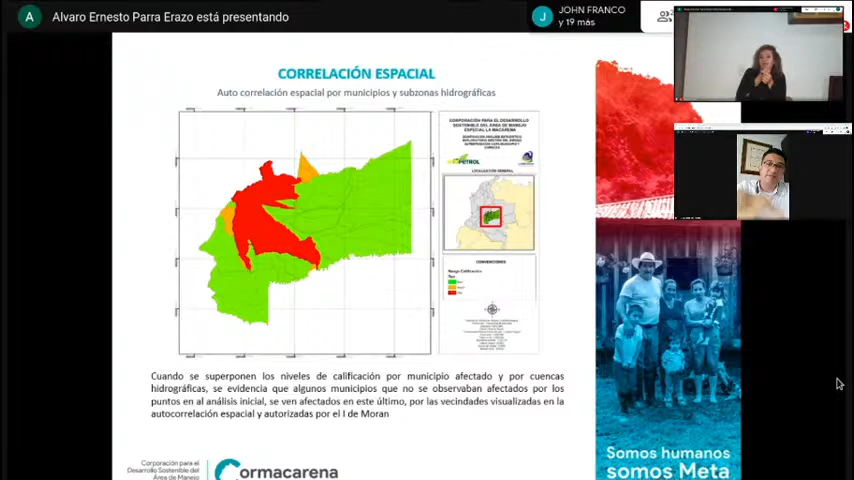 Alvaro Ernesto Parra Erazo está presentando
JOHN FRANCO
y 19 más
CORRELACIÓN ESPACIAL
Auto correlación espacial por municipios y subzonas hidrográficas
CORPORACIÓN PARA EL DESARROLLO
SOSTENIBLE DEL ÁREA DE MANEJO
ESPECIAL LA MACARENA
LOCALIZACIÓN GENERAL
CONVENCIONES
Cuando se superponen los niveles de calificación por municipio afectado y por cuencas
hidrográficas, se evidencia que algunos municipios que no se observaban afectados por los
puntos en al análisis inicial, se ven afectados en este último, por las vecindades visualizadas en la
autocorrelación espacial y autorizadas por el I de Moran
Corporación para el
Desarrollo Sostenible del
Área de Manejo
Cormacarena
Somos humanos
somos Meta